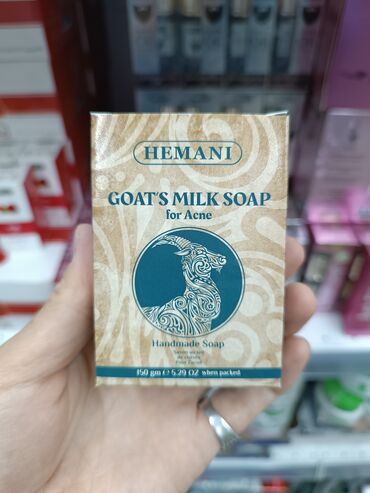 HEMANI
GOAT'S MILK SOAP
for Acne
Handmade Soap
150 gm e 5.29 OZ when packed